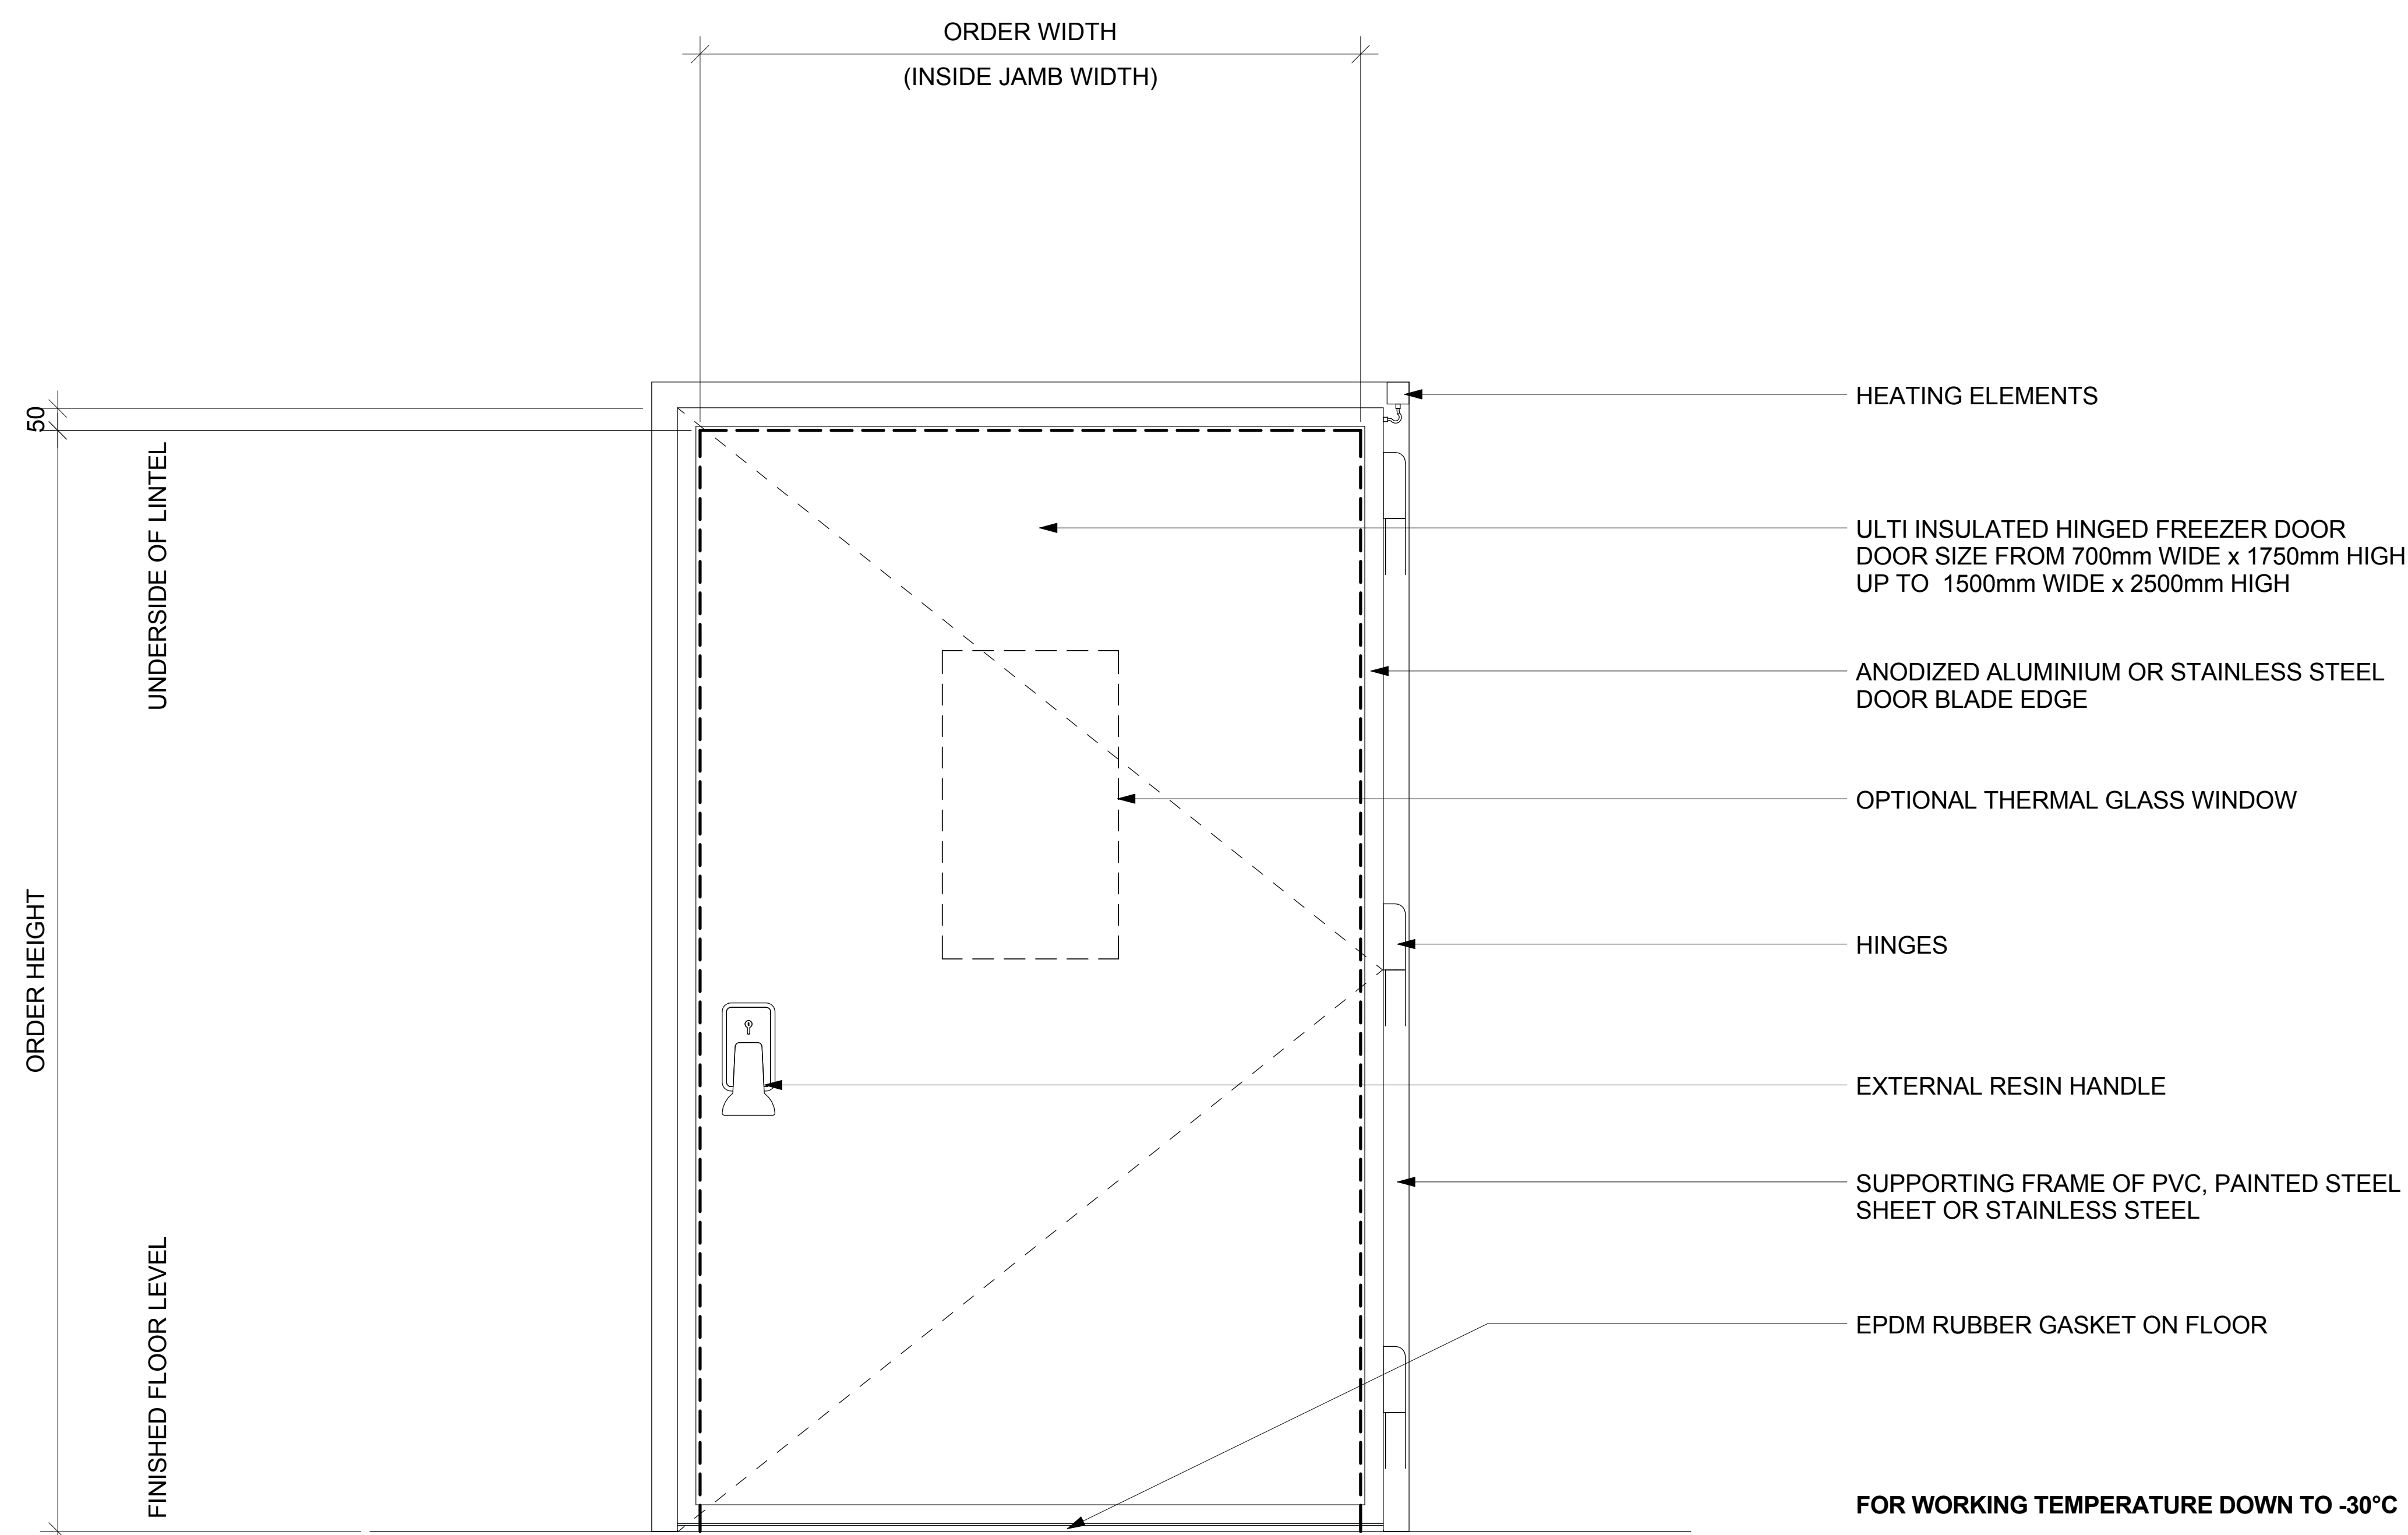 ORDER WIDTH
(INSIDE JAMB WIDTH)
50
UNDERSIDE OF LINTEL
ORDER HEIGHT
FINISHED FLOOR LEVEL
HEATING ELEMENTS
ULTI INSULATED HINGED FREEZER DOOR
DOOR SIZE FROM 700mm WIDE x 1750mm HIGH
UP TO 1500mm WIDE x 2500mm HIGH
ANODIZED ALUMINIUM OR STAINLESS STEEL
DOOR BLADE EDGE
OPTIONAL THERMAL GLASS WINDOW
HINGES
EXTERNAL RESIN HANDLE
SUPPORTING FRAME OF PVC, PAINTED STEEL
SHEET OR STAINLESS STEEL
EPDM RUBBER GASKET ON FLOOR
FOR WORKING TEMPERATURE DOWN TO -30°C